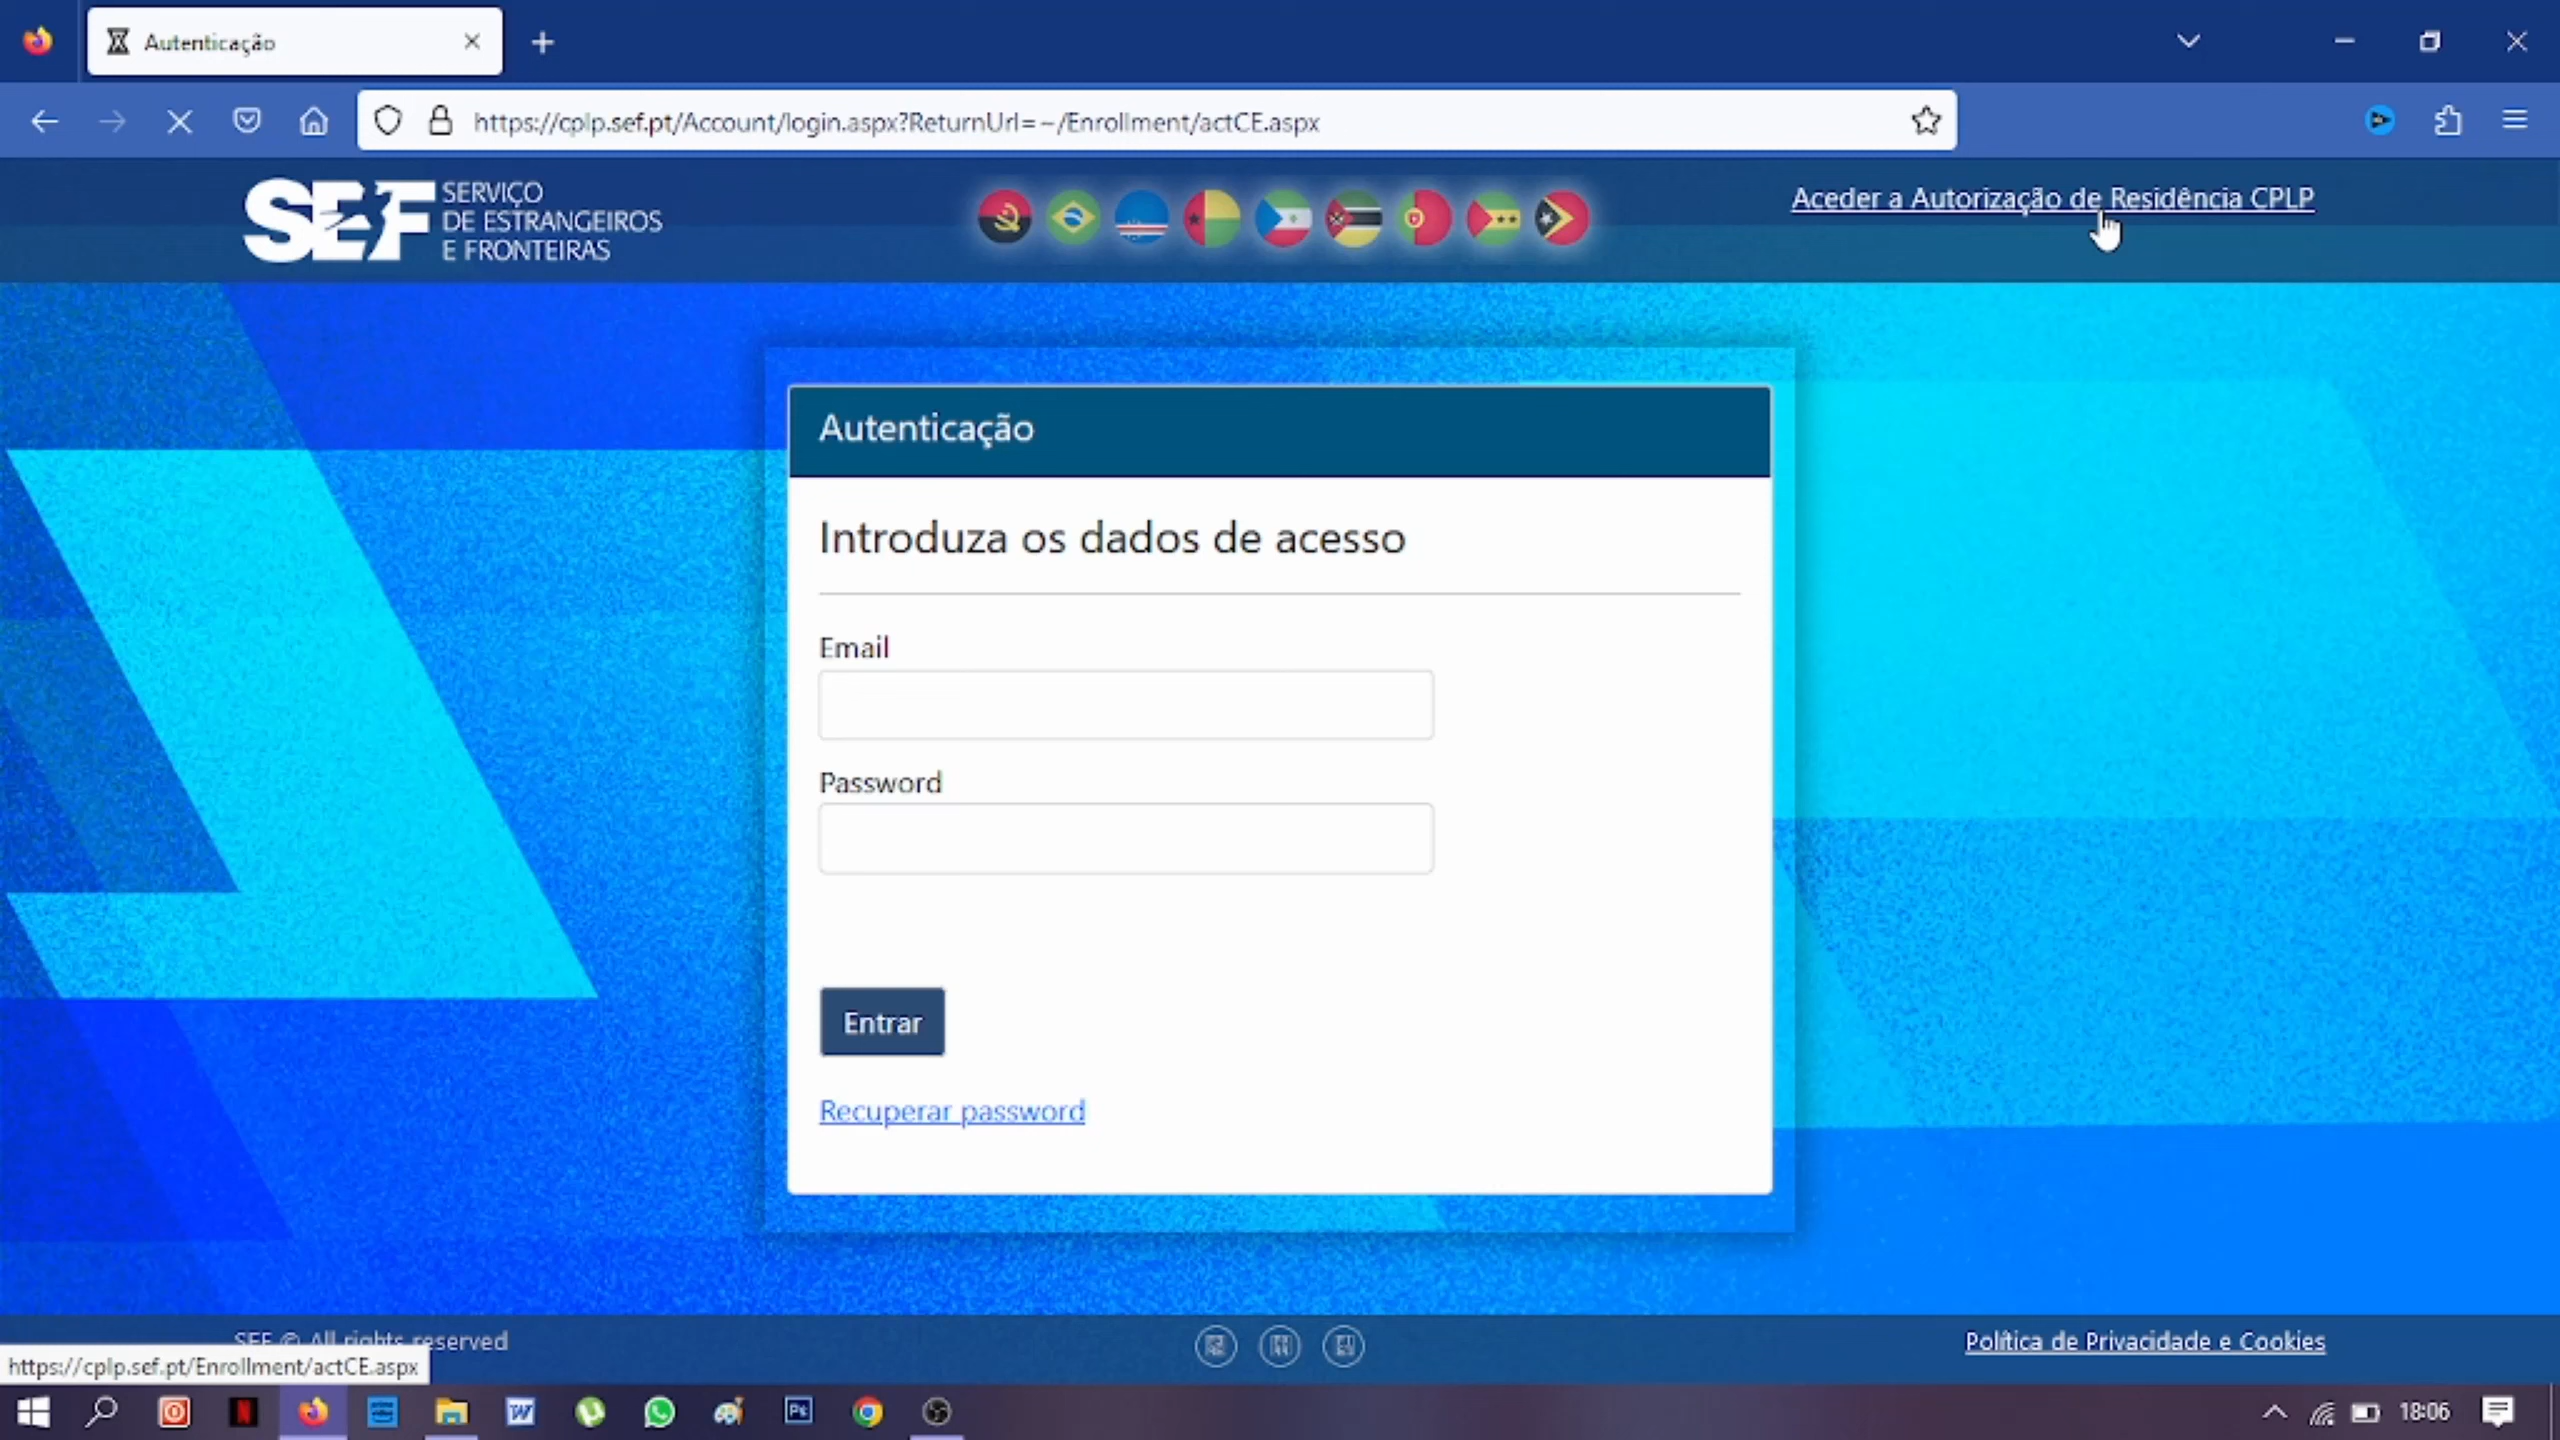 Autenticação
https://cplp.sef.pt/Account/login.aspx?ReturnUrl=~/Enrollment/actCE.aspx
SEF SERVIÇO
DE ESTRANGEIROS
E FRONTEIRAS
Aceder a Autorização de Residência CPLP
Autenticação
Introduza os dados de acesso
Email
Password
Entrar
Recuperar password
SEF © All rights reserved
Política de Privacidade e Cookies
https://cplp.sef.pt/Enrollment/actCE.aspx
18:06